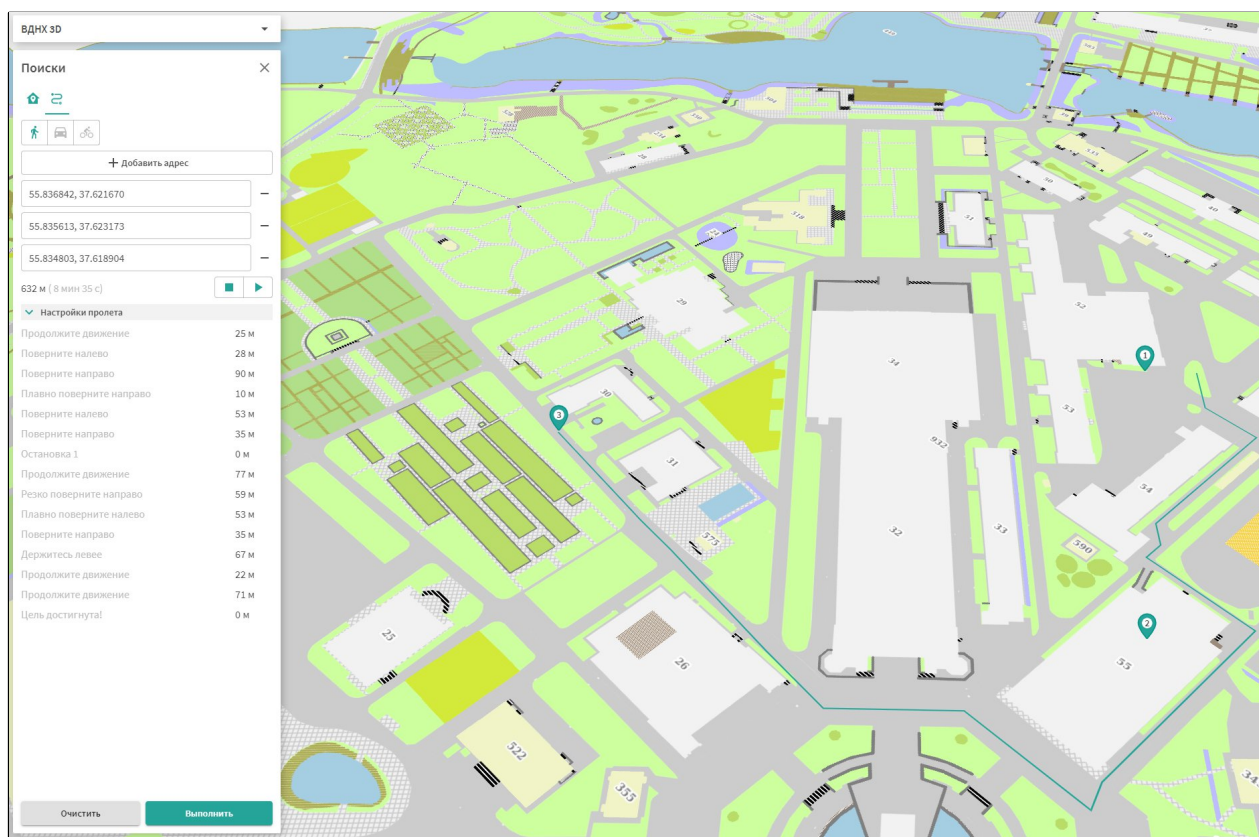 ВДНХ 3D
Поиски
Добавить адрес
55.836842, 37.621670
55.835613, 37.623173
55.834803, 37.618904
632 м ( 8 мин 35 с)
Настройки пролета
Продолжите движение 25 м
Поверните налево 28 м
Поверните направо 90 м
Плавно поверните направо 10 м
Поверните налево 53 м
Поверните направо 35 м
Остановка 1 0 м
Продолжите движение 77 м
Резко поверните направо 59 м
Плавно поверните налево 53 м
Поверните направо 35 м
Держитесь левее 67 м
Продолжите движение 22 м
Продолжите движение 71 м
Цель достигнута! 0 м
Очистить
Выполнить
50
51
49
318
29
52
34
1
30
53
3
932
31
54
32
33
575
590
2
25
26
55
522
355